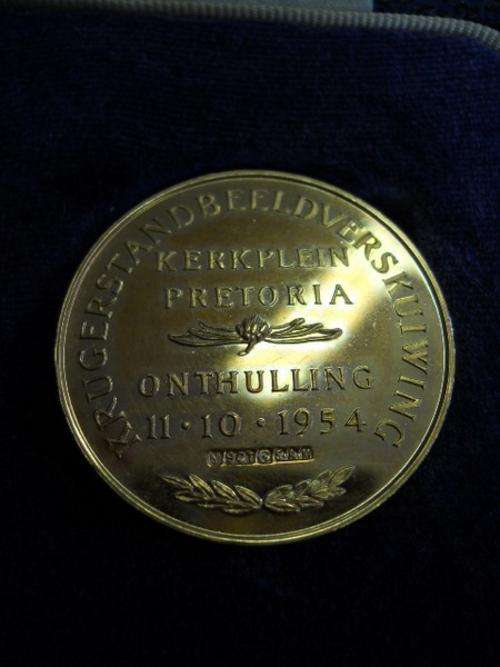 KRUGERSTANDBEELDVERSKUIWING
KERKPLEIN
PRETORIA
ONTHULLING
11·10·1954